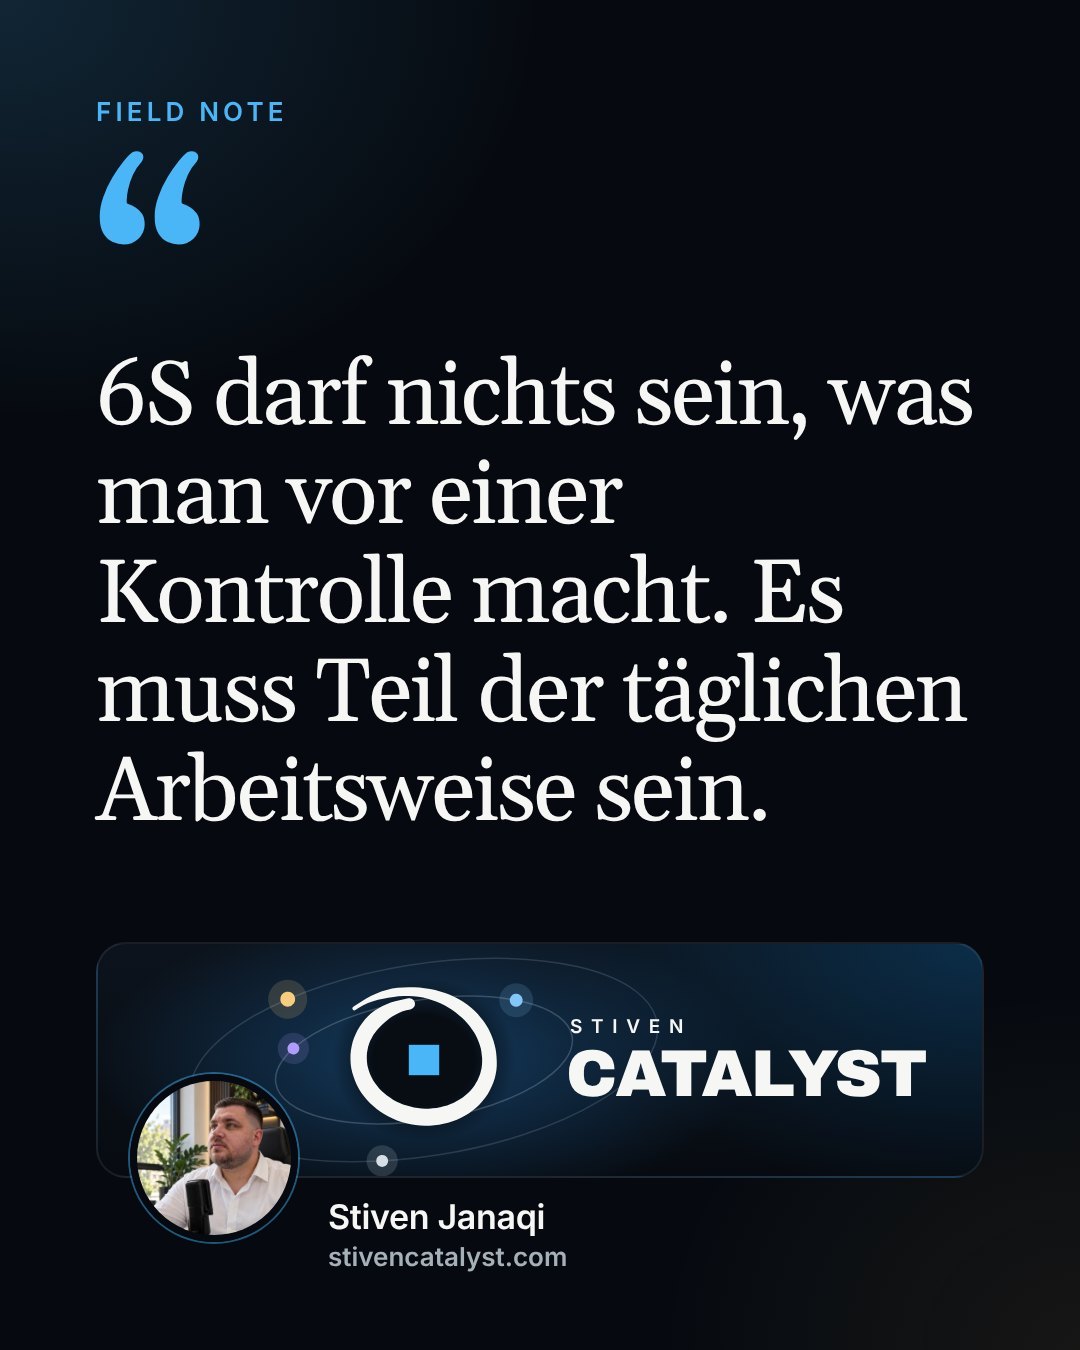 FIELD NOTE
“
6S darf nichts sein, was
man vor einer
Kontrolle macht. Es
muss Teil der täglichen
Arbeitsweise sein.
STIVEN
CATALYST
Stiven Janaqi
stivencatalyst.com